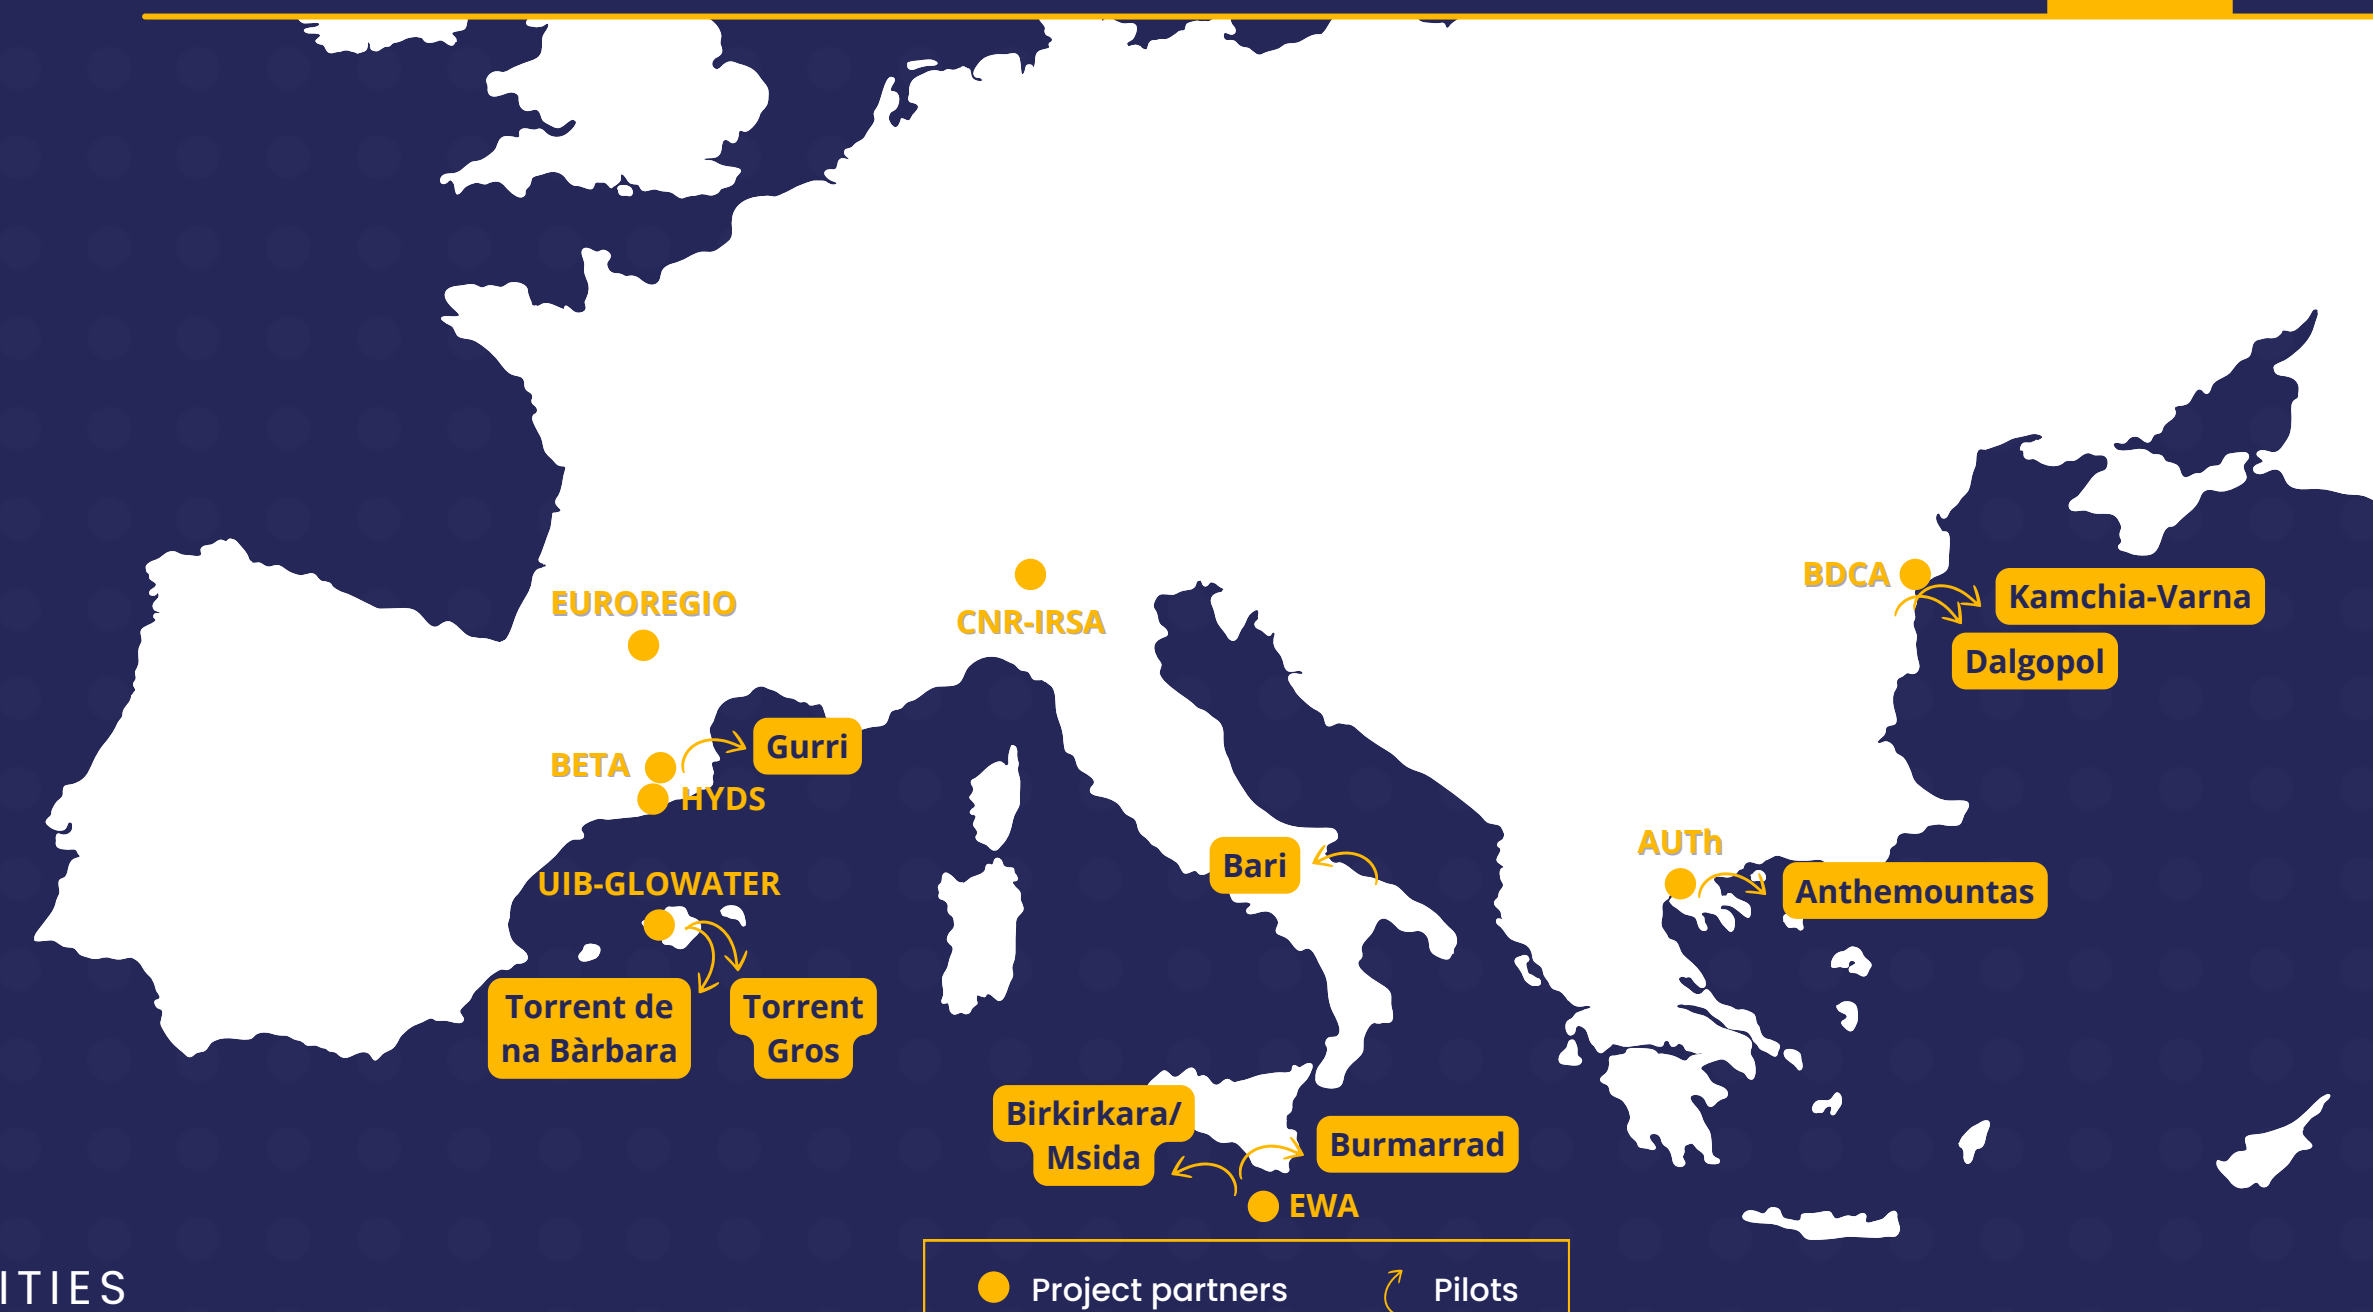 EUROREGIO
CNR-IRSA
BDCA
Kamchia-Varna
Dalgopol
Gurri
BETA
HYDS
AUTh
Bari
Anthemountas
UIB-GLOWATER
Torrent de
na Bàrbara
Torrent
Gros
Birkirkara/
Msida
Burmarrad
EWA
ITIES
Project partners
Pilots